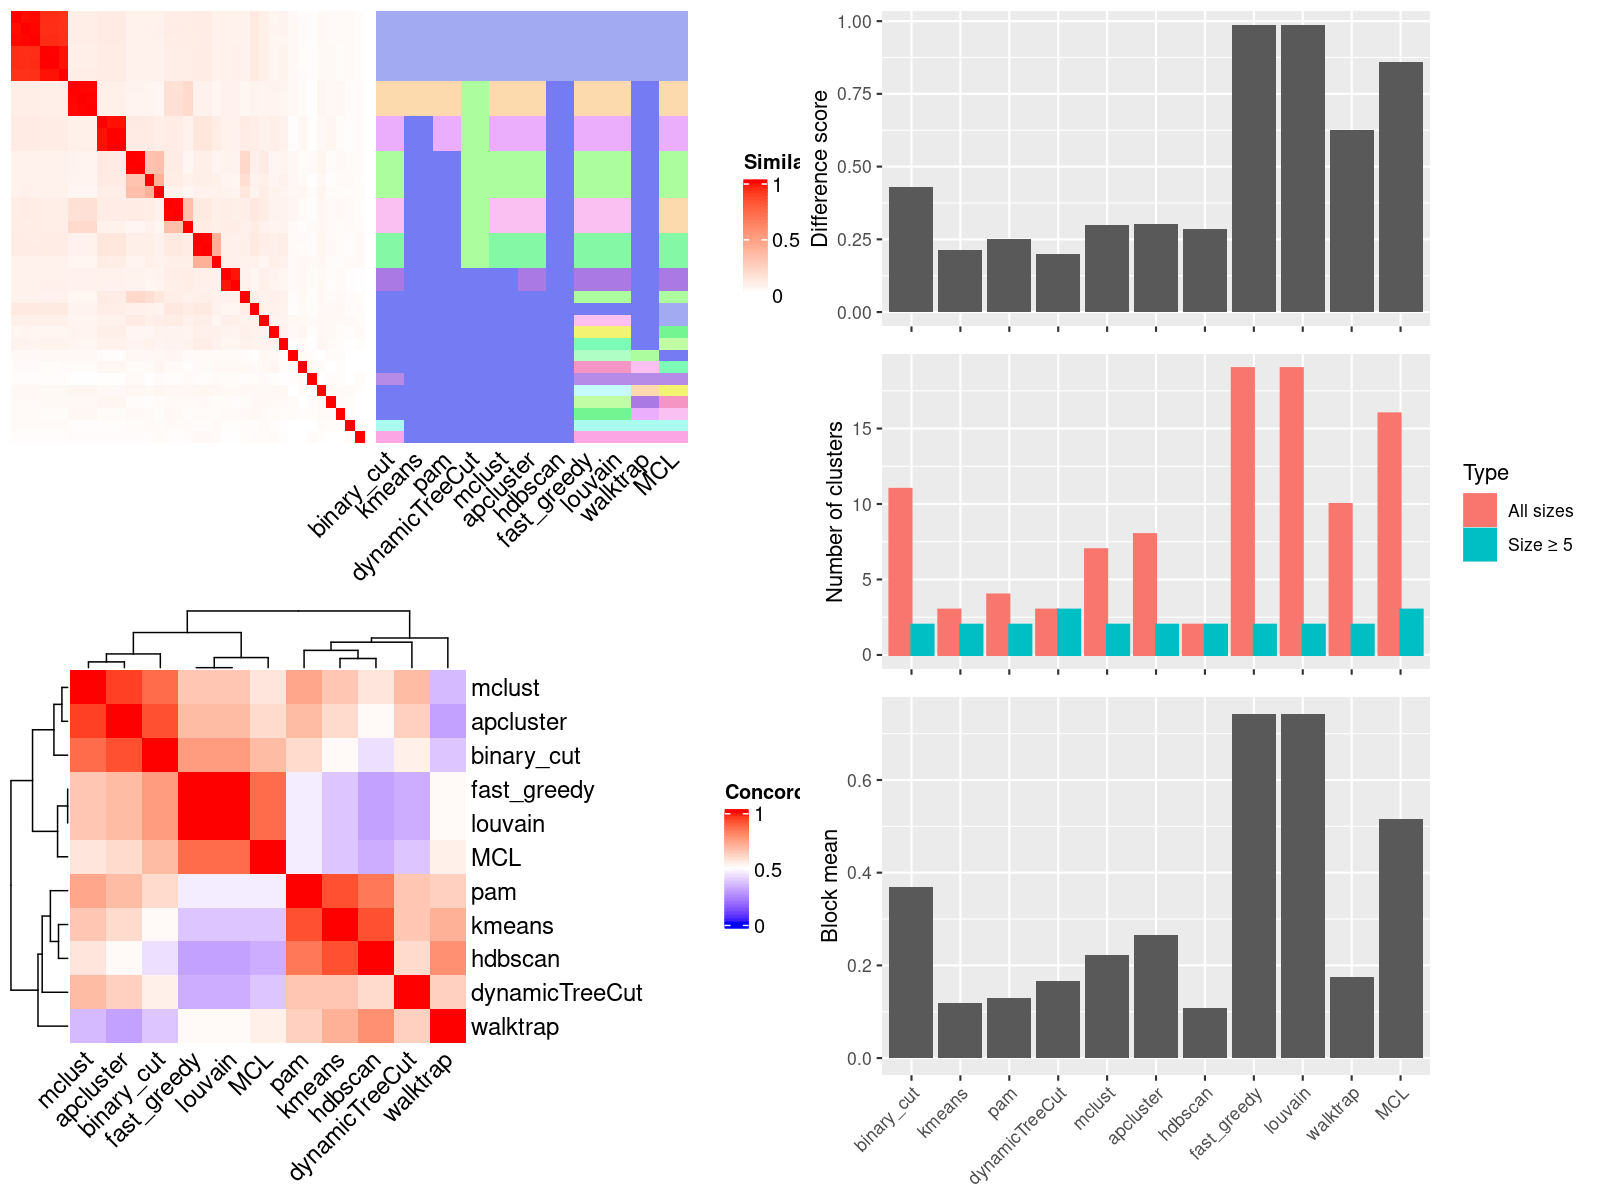 Simila
1
0.5
0
binary_cut
kmeans
pam
dynamicTreeCut
mclust
apcluster
hdbscan
fast_greedy
louvain
walktrap
MCL
mclust
apcluster
binary_cut
fast_greedy
louvain
MCL
pam
kmeans
hdbscan
dynamicTreeCut
walktrap
mclust
apcluster
binary_cut
fast_greedy
louvain
MCL
pam
kmeans
hdbscan
dynamicTreeCut
walktrap
Concord
1
0.5
0
Difference score
1.00
0.75
0.50
0.25
0.00
Number of clusters
15
10
5
0
Type
All sizes
Size ≥ 5
Block mean
0.6
0.4
0.2
0.0
binary_cut
kmeans
pam
dynamicTreeCut
mclust
apcluster
hdbscan
fast_greedy
louvain
walktrap
MCL